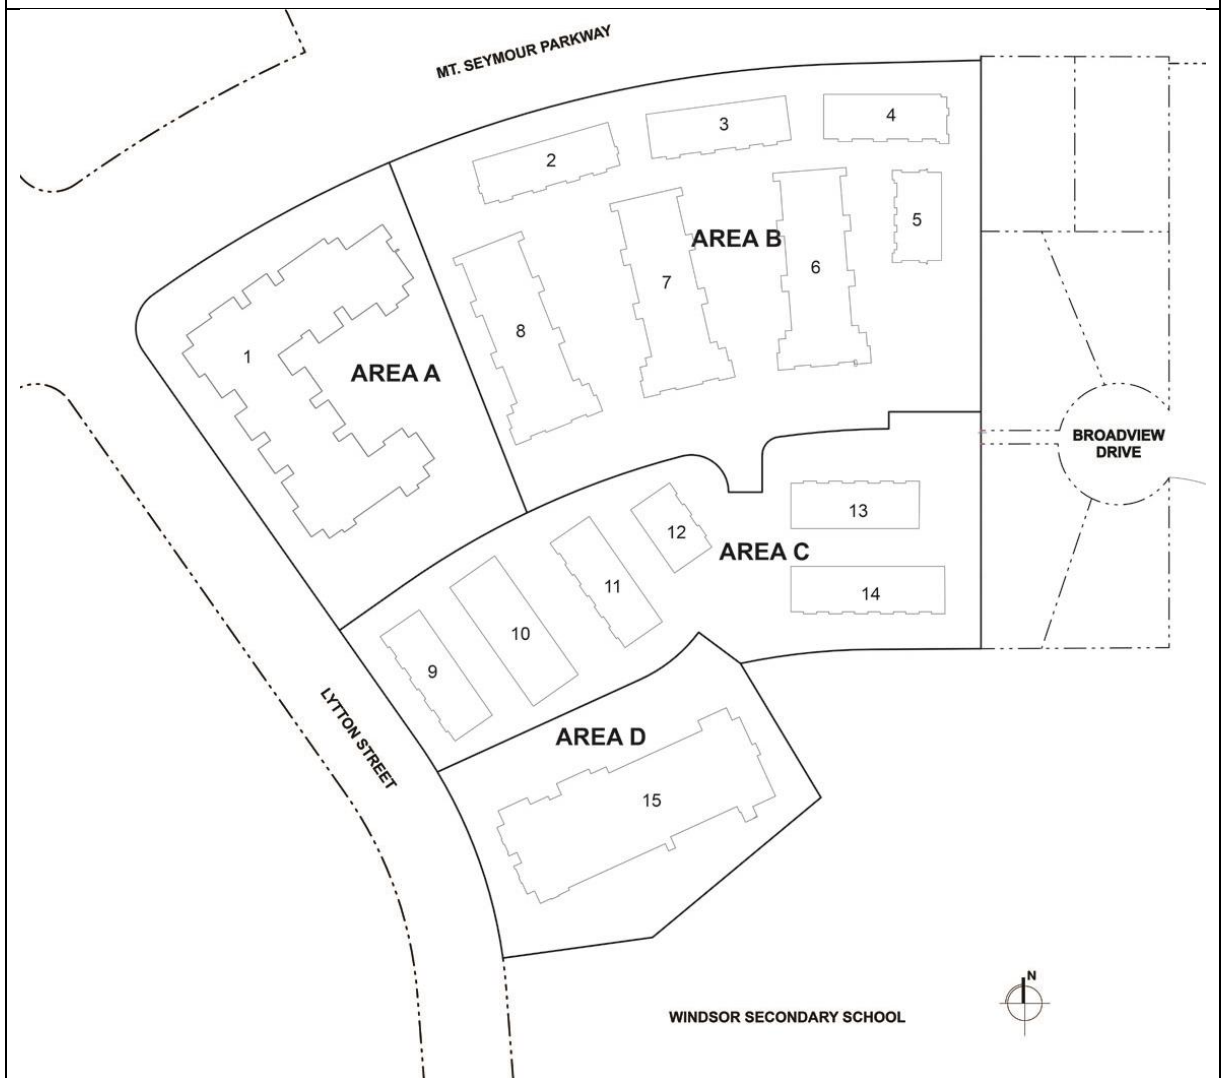 MT. SEYMOUR PARKWAY
4
3
2
5
AREA B
6
7
8
1
AREA A
BROADVIEW
DRIVE
13
12
AREA C
11
14
10
9
LYTTON STREET
AREA D
15
N
WINDSOR SECONDARY SCHOOL